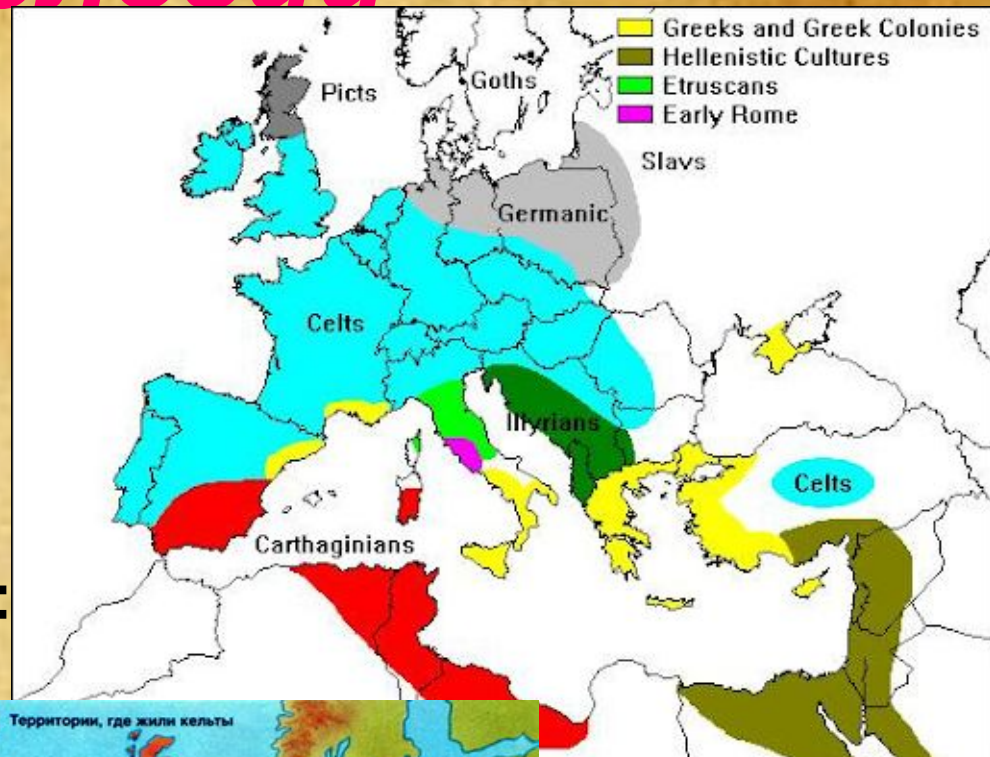 Greeks and Greek Colonies
Hellenistic Cultures
Etruscans
Early Rome
Picts
Goths
Slavs
Germanic
Celts
Illyrians
Celts
Carthaginians
:
Территории, где жили кельты